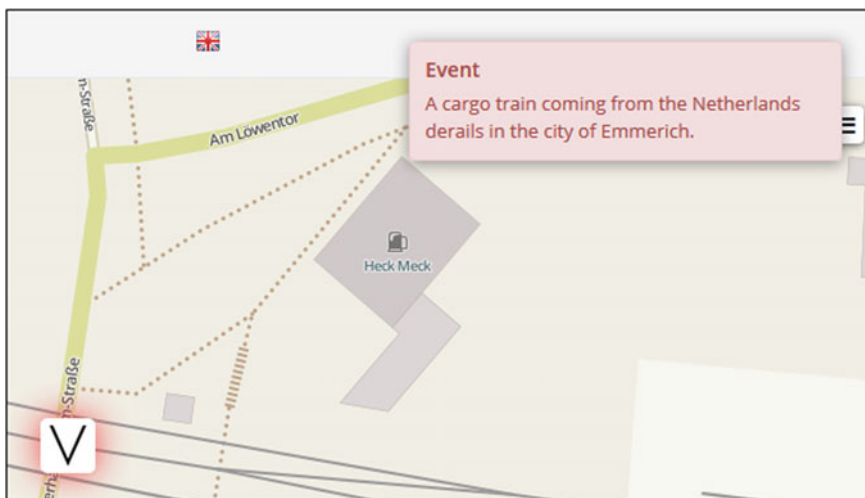 Event
A cargo train coming from the Netherlands
derails in the city of Emmerich.
m-Straße
Am Löwentor
Heck Meck
m-Straße
V